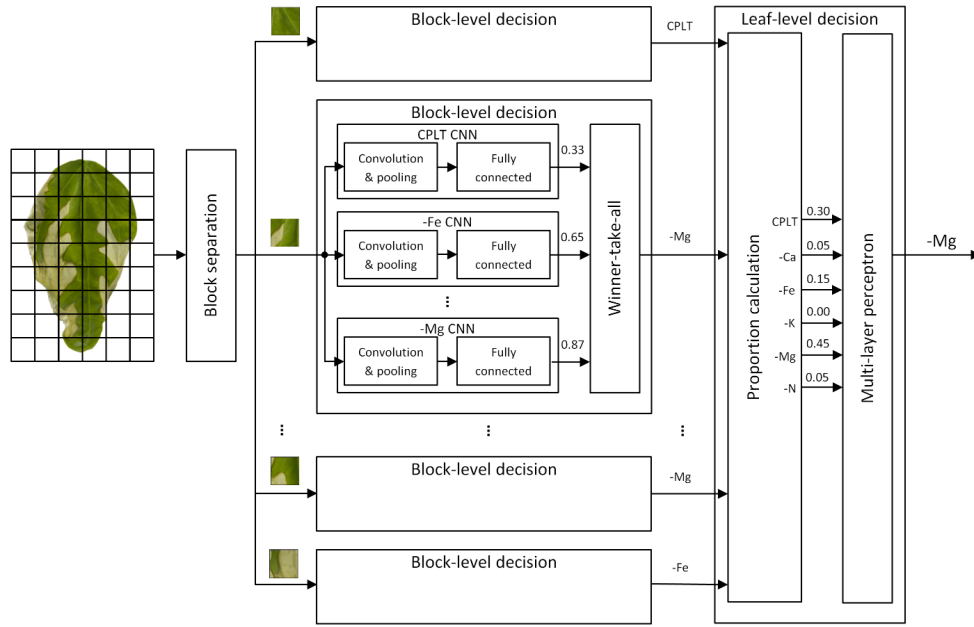 Block-level decision
CPLT
Leaf-level decision
Block-level decision
CPLT CNN
Convolution
& pooling
Fully
connected
0.33
-Fe CNN
Convolution
& pooling
Fully
connected
0.65
...
-Mg CNN
Convolution
& pooling
Fully
connected
0.87
Winner-take-all
-Mg
Block separation
...
...
...
Block-level decision
-Mg
Block-level decision
-Fe
Proportion calculation
CPLT
0.30
-Ca
0.05
-Fe
0.15
-K
0.00
-Mg
0.45
-N
0.05
Multi-layer perceptron
-Mg